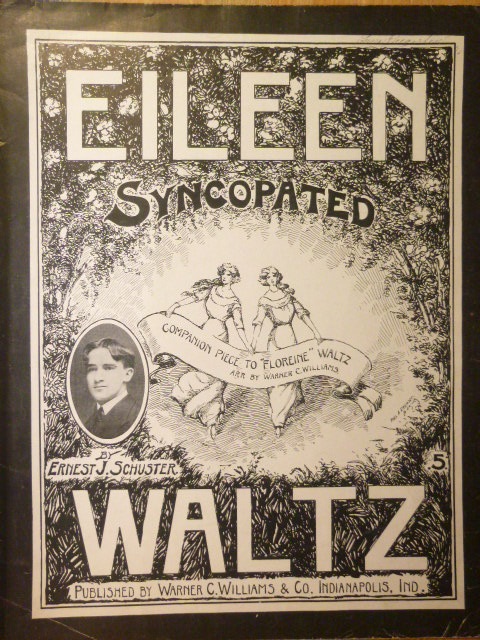 EILEEN
SYNCOPATED
COMPANION PIECE TO "FLOREINE" WALTZ
ARR. BY WARNER C. WILLIAMS
BY
ERNEST J. SCHUSTER
5
WALTZ
PUBLISHED BY WARNER C. WILLIAMS & CO. INDIANAPOLIS, IND.